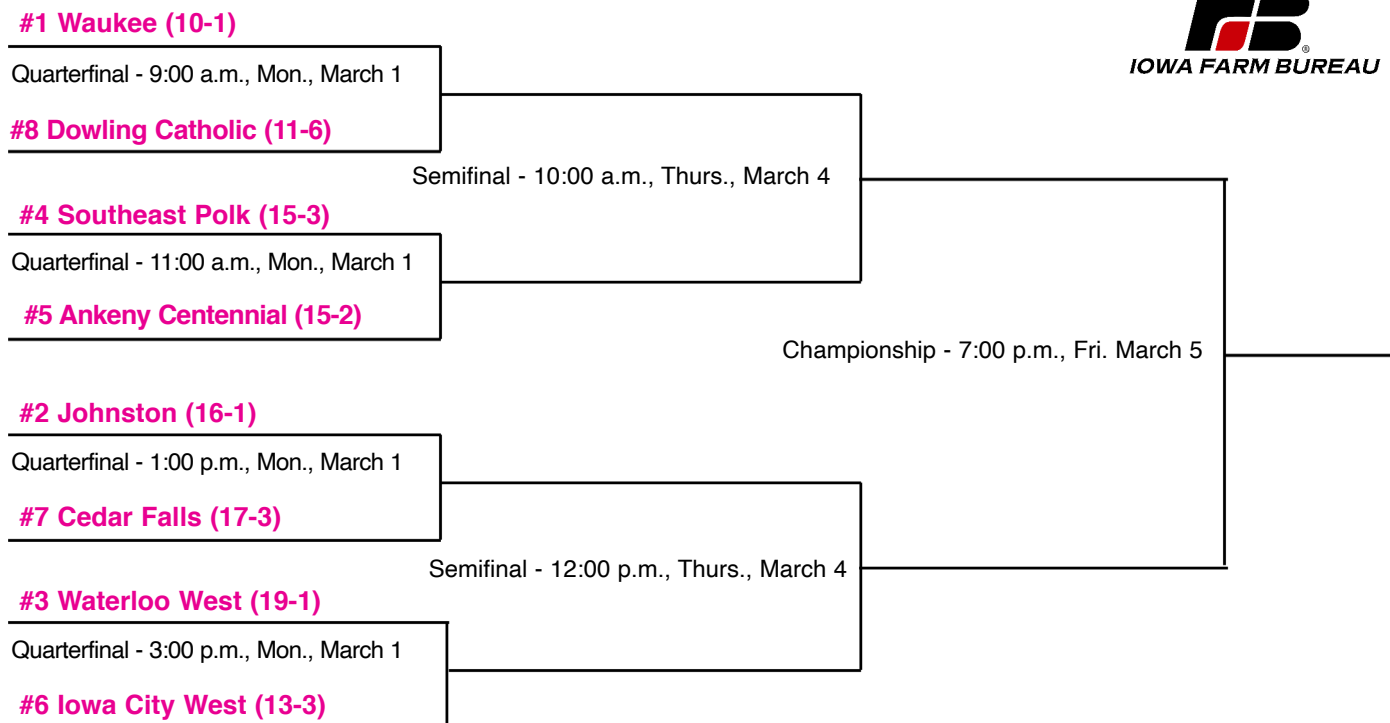 #1 Waukee (10-1)
IOWA FARM BUREAU
®
Quarterfinal - 9:00 a.m., Mon., March 1
#8 Dowling Catholic (11-6)
Semifinal - 10:00 a.m., Thurs., March 4
#4 Southeast Polk (15-3)
Quarterfinal - 11:00 a.m., Mon., March 1
#5 Ankeny Centennial (15-2)
Championship - 7:00 p.m., Fri. March 5
#2 Johnston (16-1)
Quarterfinal - 1:00 p.m., Mon., March 1
#7 Cedar Falls (17-3)
Semifinal - 12:00 p.m., Thurs., March 4
#3 Waterloo West (19-1)
Quarterfinal - 3:00 p.m., Mon., March 1
#6 Iowa City West (13-3)